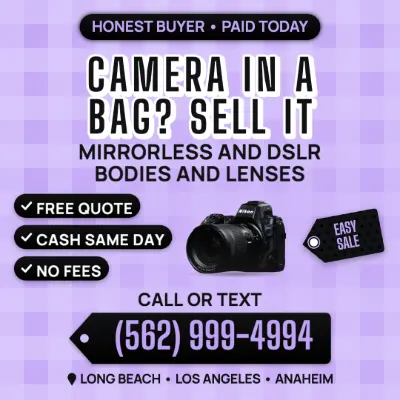 HONEST BUYER • PAID TODAY
CAMERA IN A
BAG? SELL IT
MIRRORLESS AND DSLR
BODIES AND LENSES
FREE QUOTE
CASH SAME DAY
NO FEES
Nikon
EASY
SALE
CALL OR TEXT
(562) 999-4994
LONG BEACH • LOS ANGELES • ANAHEIM